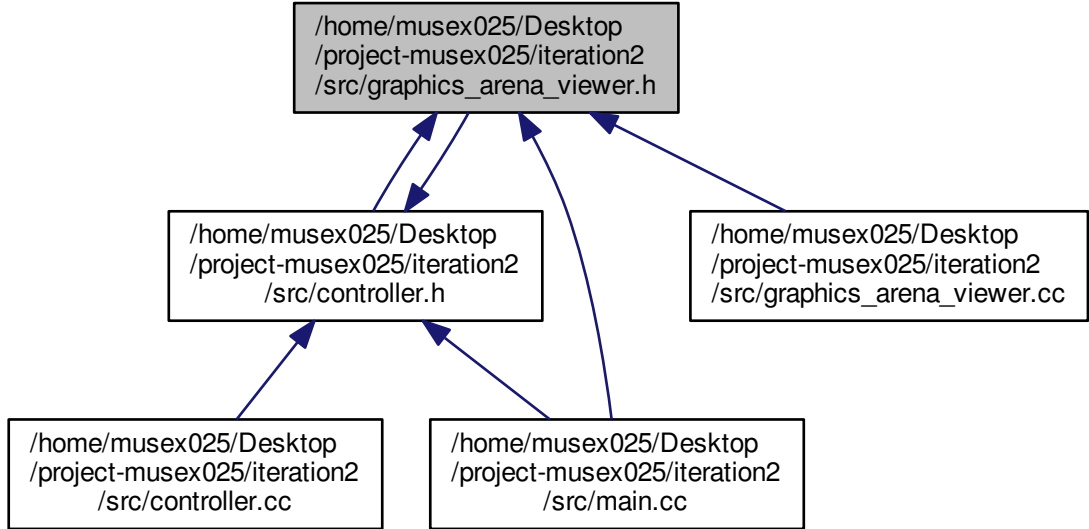 /home/musex025/Desktop
/project-musex025/iteration2
/src/graphics_arena_viewer.h
/home/musex025/Desktop
/project-musex025/iteration2
/src/controller.h
/home/musex025/Desktop
/project-musex025/iteration2
/src/graphics_arena_viewer.cc
/home/musex025/Desktop
/project-musex025/iteration2
/src/controller.cc
/home/musex025/Desktop
/project-musex025/iteration2
/src/main.cc